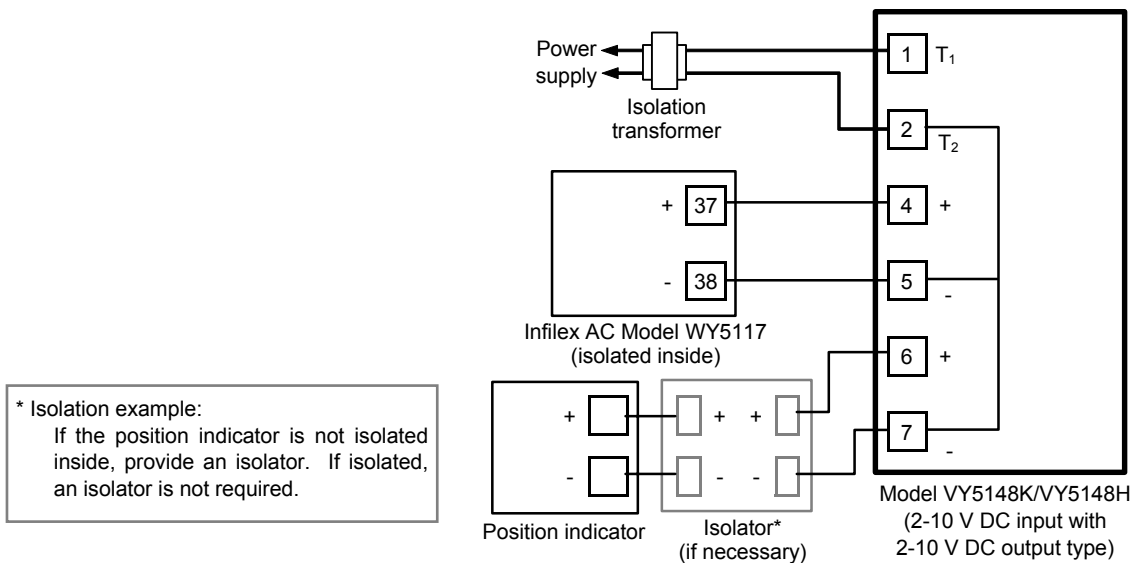 Power
supply
Isolation
transformer
1 T₁
2 T₂
+ 37
4 +
- 38
5 -
Infilex AC Model WY5117
(isolated inside)
6 +
+
+ +
-
- -
7 -
Position indicator
Isolator*
(if necessary)
Model VY5148K/VY5148H
(2-10 V DC input with
2-10 V DC output type)
* Isolation example:
If the position indicator is not isolated
inside, provide an isolator. If isolated,
an isolator is not required.